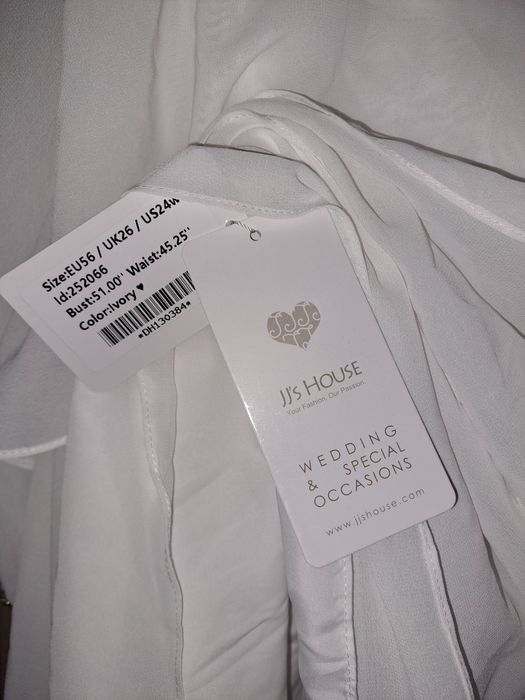 Size:EU56 / UK26 / US24W
Id:252066
Bust:51.00'' Waist:45.25''
Color:Ivory ♥
*DH130384*
JJ's HOUSE
Your Fashion. Our Passion.
WEDDING
& SPECIAL
OCCASIONS
www.jjshouse.com